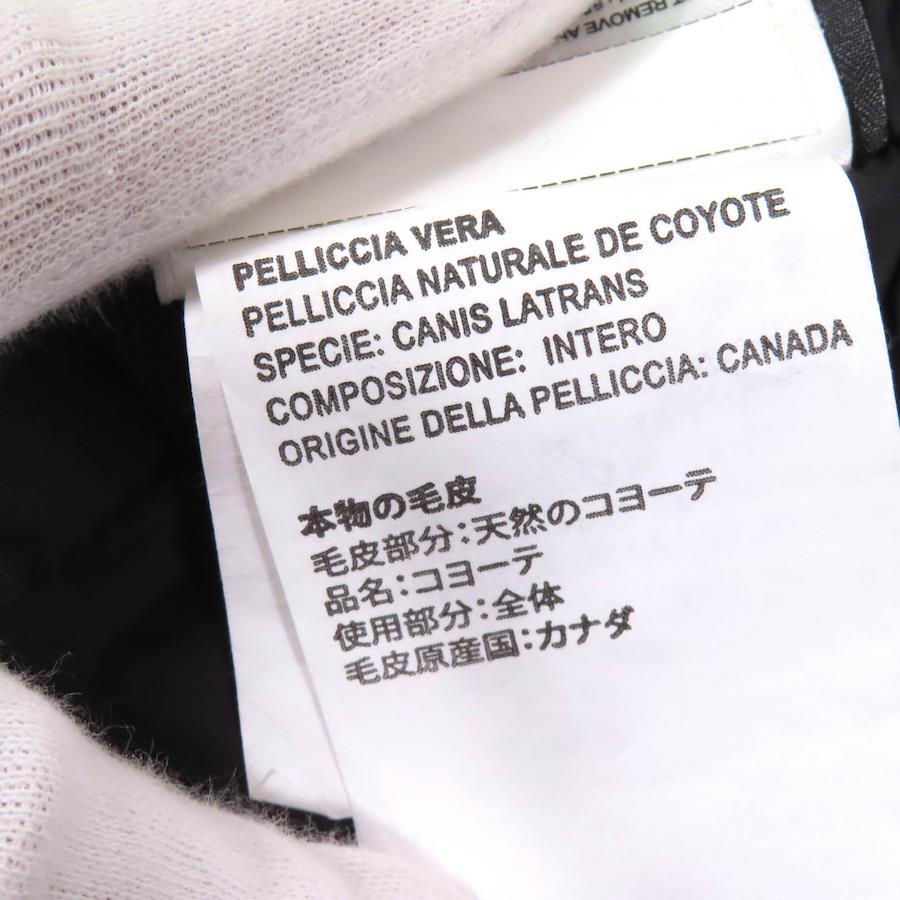 T REMOVE
PELLICCIA VERA
PELLICCIA NATURALE DE COYOTE
SPECIE: CANIS LATRANS
COMPOSIZIONE: INTERO
ORIGINE DELLA PELLICCIA: CANADA
本物の毛皮
毛皮部分:天然のコヨーテ
品名:コヨーテ
使用部分:全体
毛皮原産国:カナダ